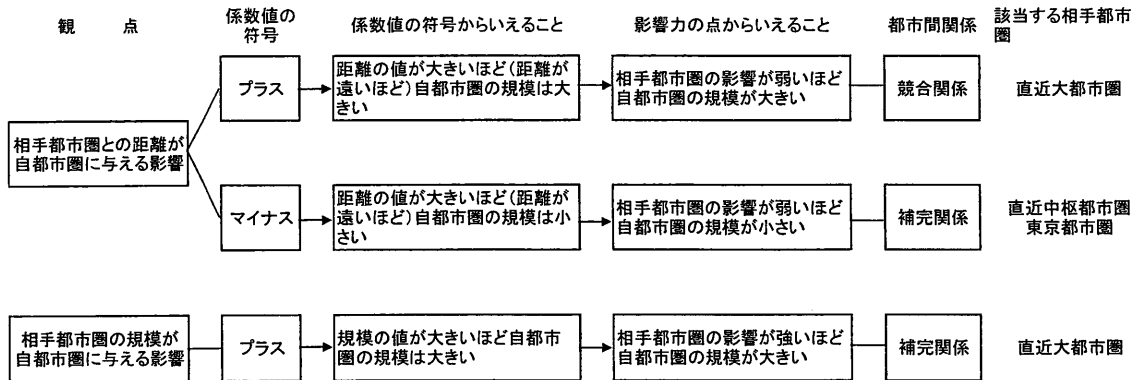 観　点
係数値の
符号
係数値の符号からいえること
影響力の点からいえること
都市間関係
該当する相手都市
圏
相手都市圏との距離が
自都市圏に与える影響
プラス
距離の値が大きいほど(距離が
遠いほど)自都市圏の規模は大
きい
相手都市圏の影響が弱いほど
自都市圏の規模が大きい
競合関係
直近大都市圏
マイナス
距離の値が大きいほど(距離が
遠いほど)自都市圏の規模は小
さい
相手都市圏の影響が弱いほど
自都市圏の規模が小さい
補完関係
直近中枢都市圏
東京都市圏
相手都市圏の規模が
自都市圏に与える影響
プラス
規模の値が大きいほど自都市
圏の規模は大きい
相手都市圏の影響が強いほど
自都市圏の規模が大きい
補完関係
直近大都市圏